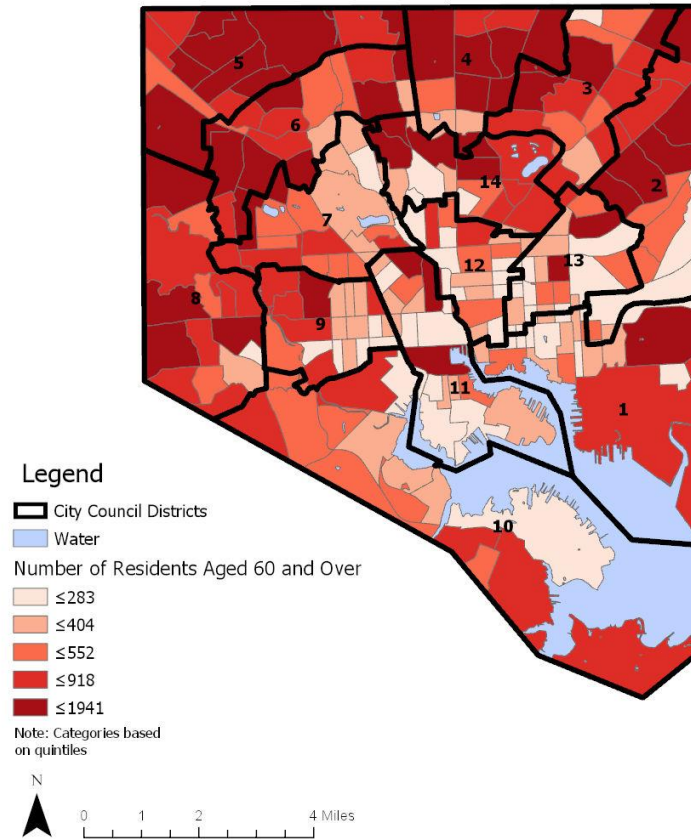 5
4
3
6
14
2
7
12
13
8
9
11
1
10
Legend
City Council Districts
Water
Number of Residents Aged 60 and Over
≤283
≤404
≤552
≤918
≤1941
Note: Categories based
on quintiles
N
0 1 2 4 Miles